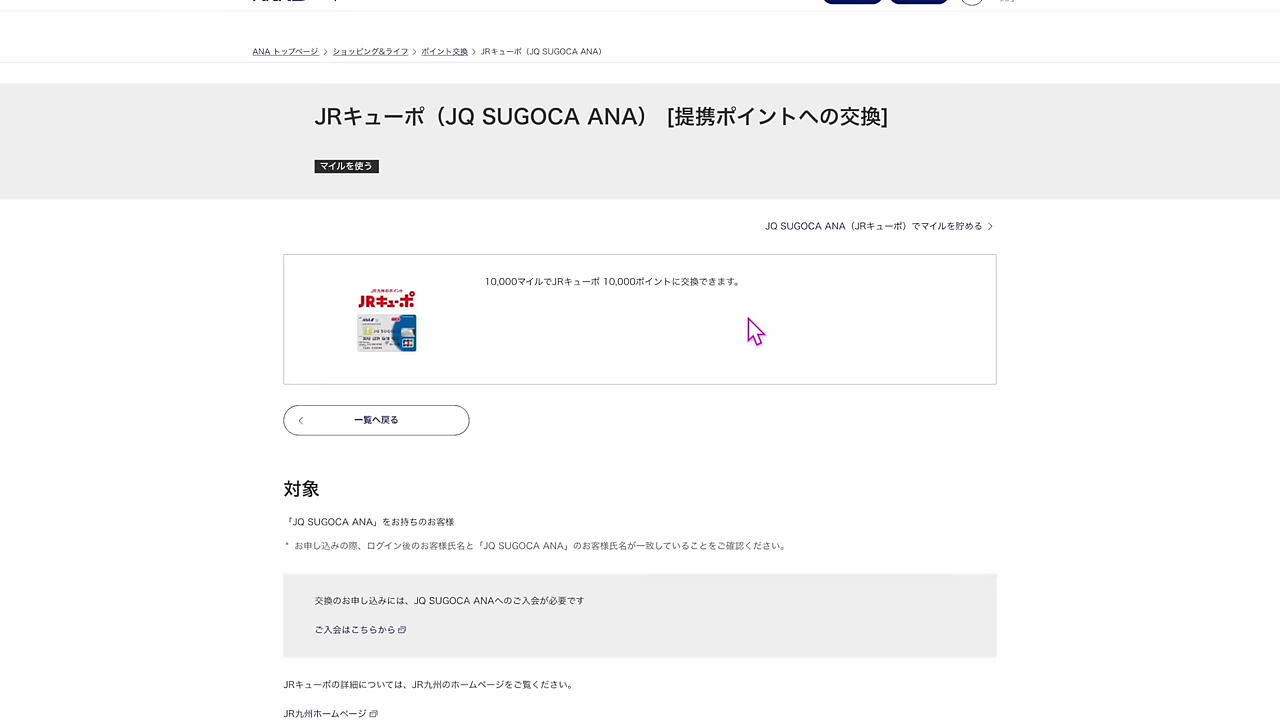 ANA トップページ > ショッピング&ライフ > ポイント交換 > JRキューポ（JQ SUGOCA ANA）
JRキューポ（JQ SUGOCA ANA） [提携ポイントへの交換]
マイルを使う
JQ SUGOCA ANA（JRキューポ）でマイルを貯める >
10,000マイルでJRキューポ 10,000ポイントに交換できます。
JR九州のポイント
JRキューポ
一覧へ戻る
対象
「JQ SUGOCA ANA」をお持ちのお客様
* お申し込みの際、ログイン後のお客様氏名と「JQ SUGOCA ANA」のお客様氏名が一致していることをご確認ください。
交換のお申し込みには、JQ SUGOCA ANAへのご入会が必要です
ご入会はこちらから
JRキューポの詳細については、JR九州のホームページをご覧ください。
JR九州ホームページ